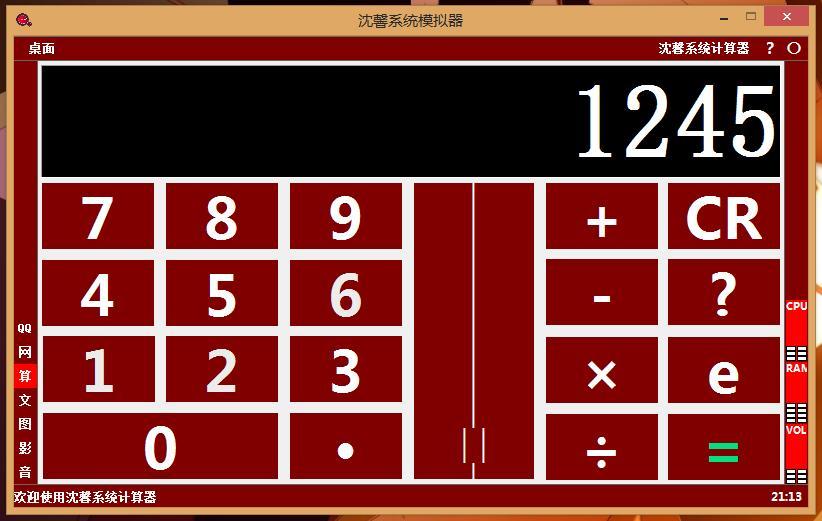 沈馨系统模拟器
桌面
沈馨系统计算器 ? O
1245
7 8 9 + CR
4 5 6 - ?
1 2 3 × e
0 • ÷ =
QQ
网
算
文
图
影
音
CPU
RAM
VOL
欢迎使用沈馨系统计算器
21:13